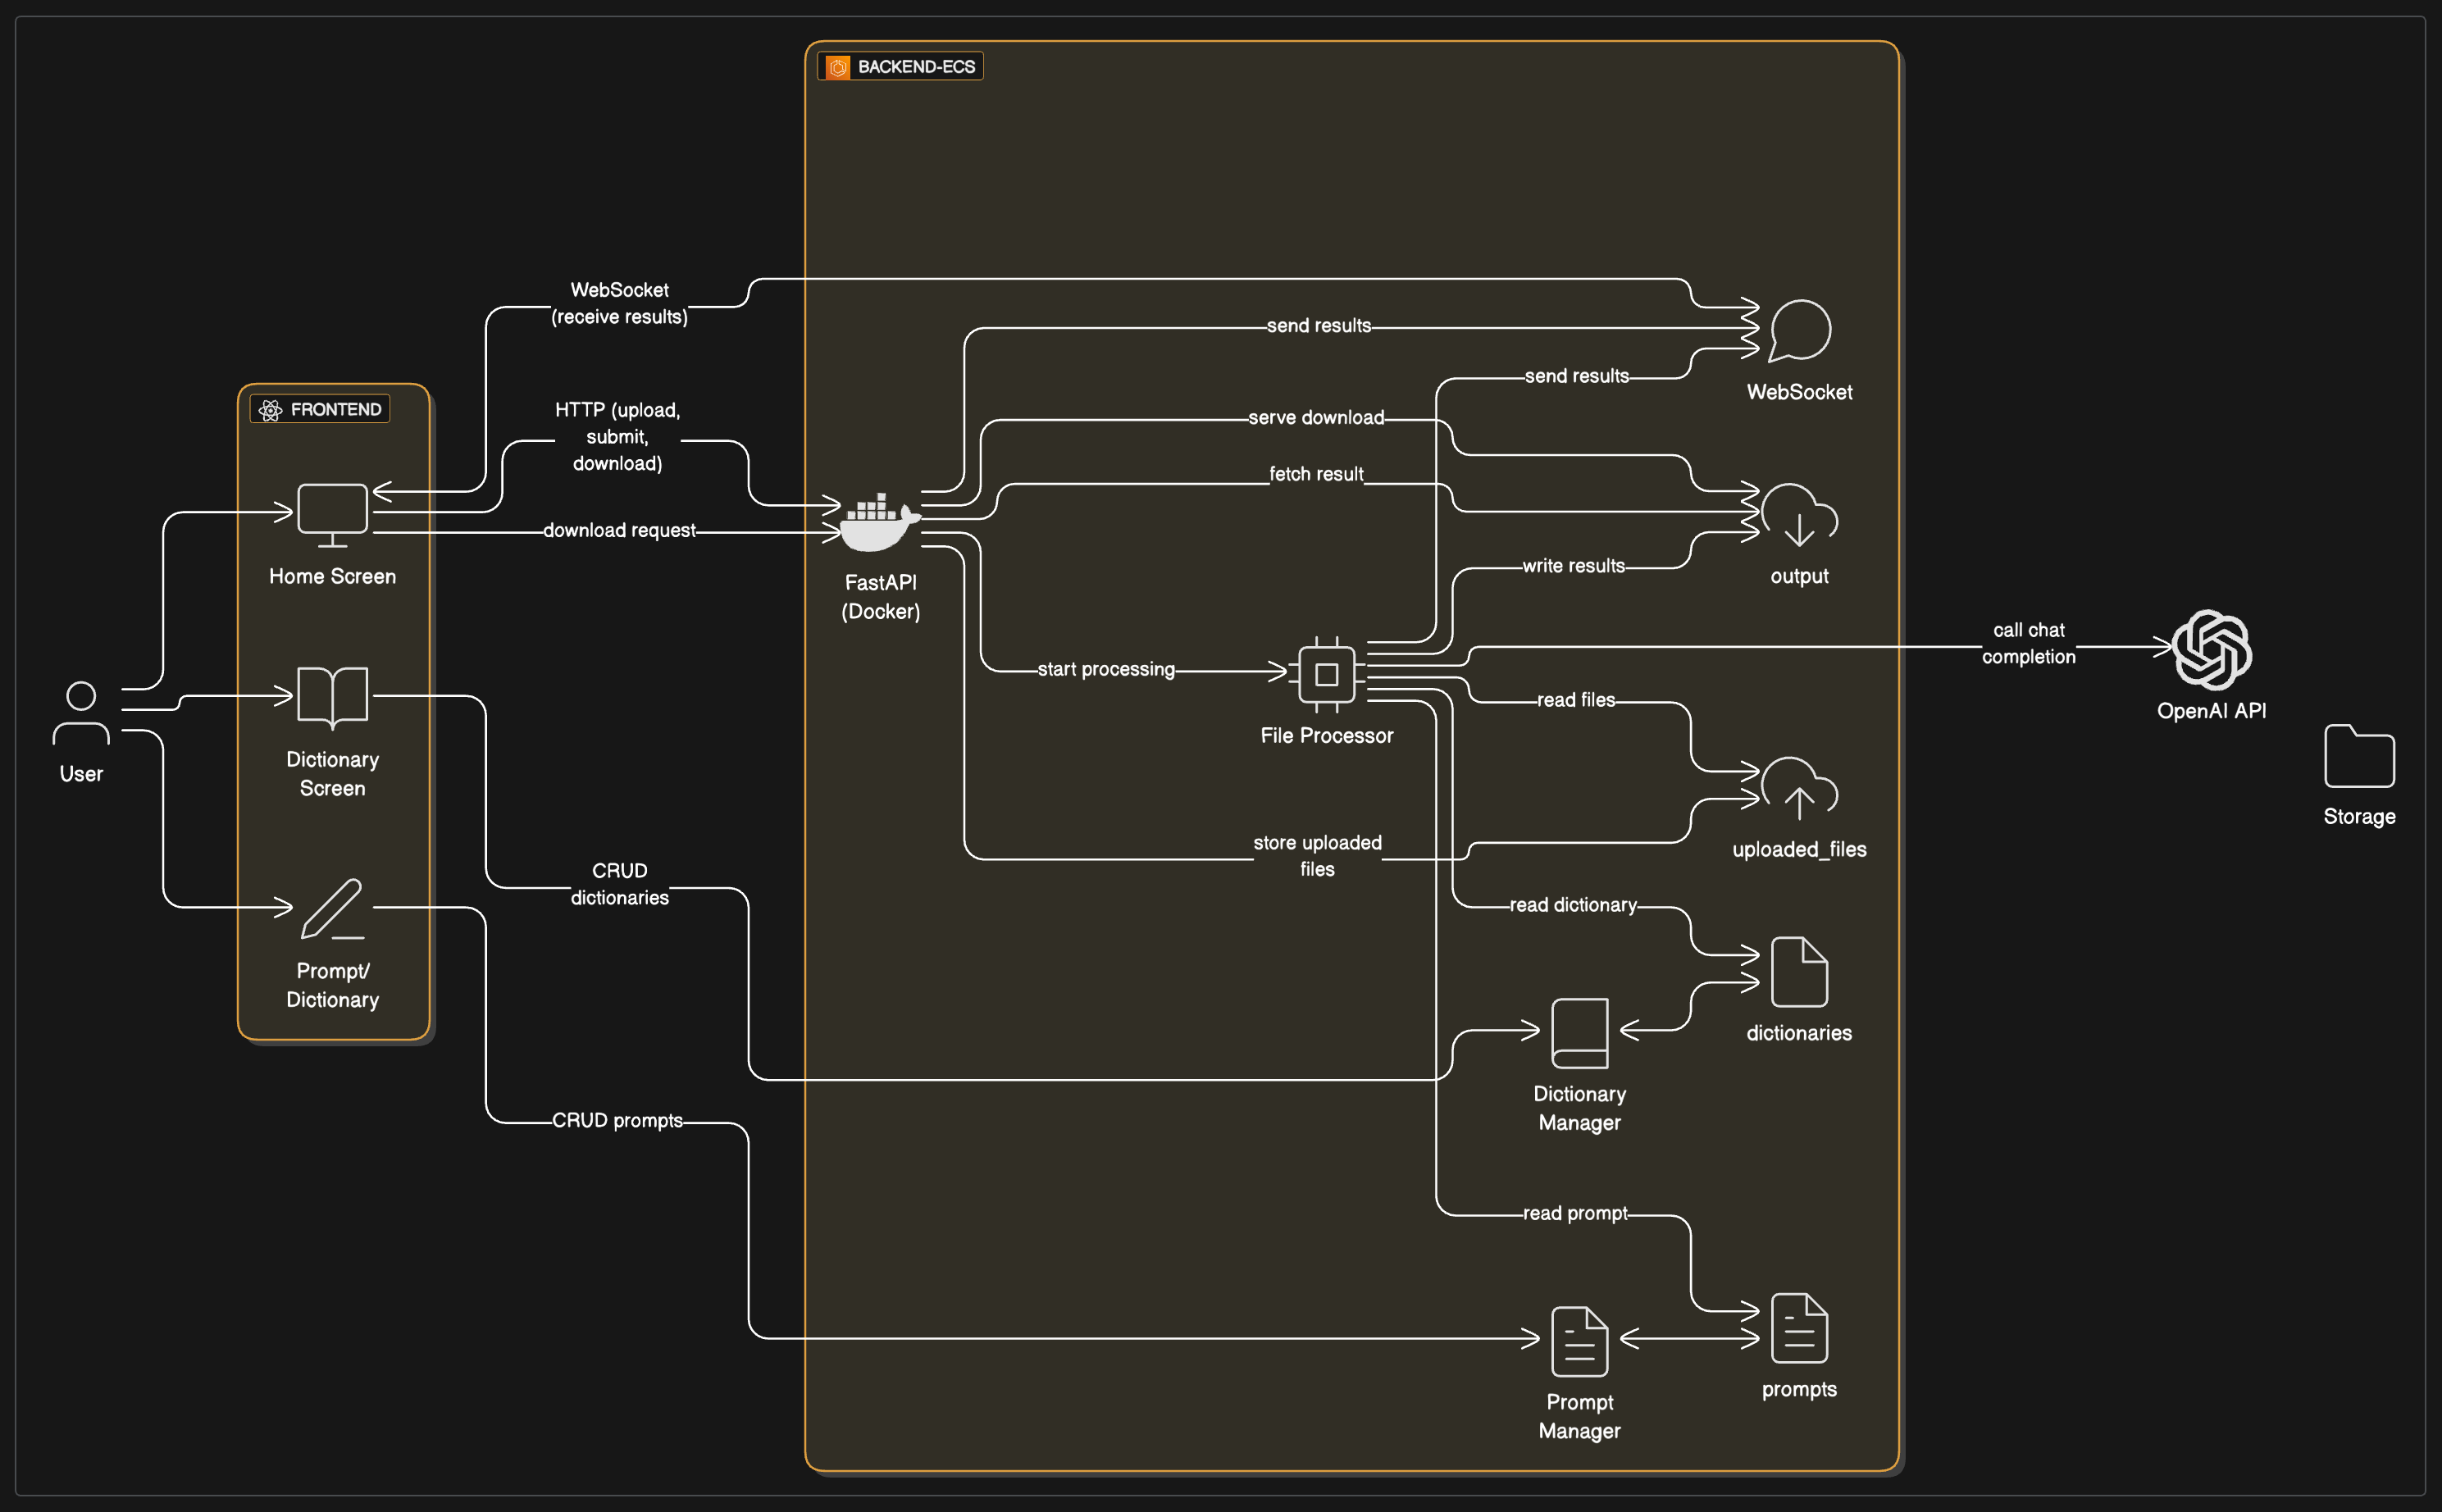 BACKEND-ECS
WebSocket
(receive results)
send results
send results
WebSocket
FRONTEND
HTTP (upload,
submit,
download)
serve download
fetch result
download request
Home Screen
FastAPI
(Docker)
write results
output
call chat
completion
OpenAI API
start processing
File Processor
read files
User
Dictionary
Screen
Storage
store uploaded
files
uploaded_files
CRUD
dictionaries
read dictionary
Prompt/
Dictionary
dictionaries
Dictionary
Manager
CRUD prompts
read prompt
Prompt
Manager
prompts